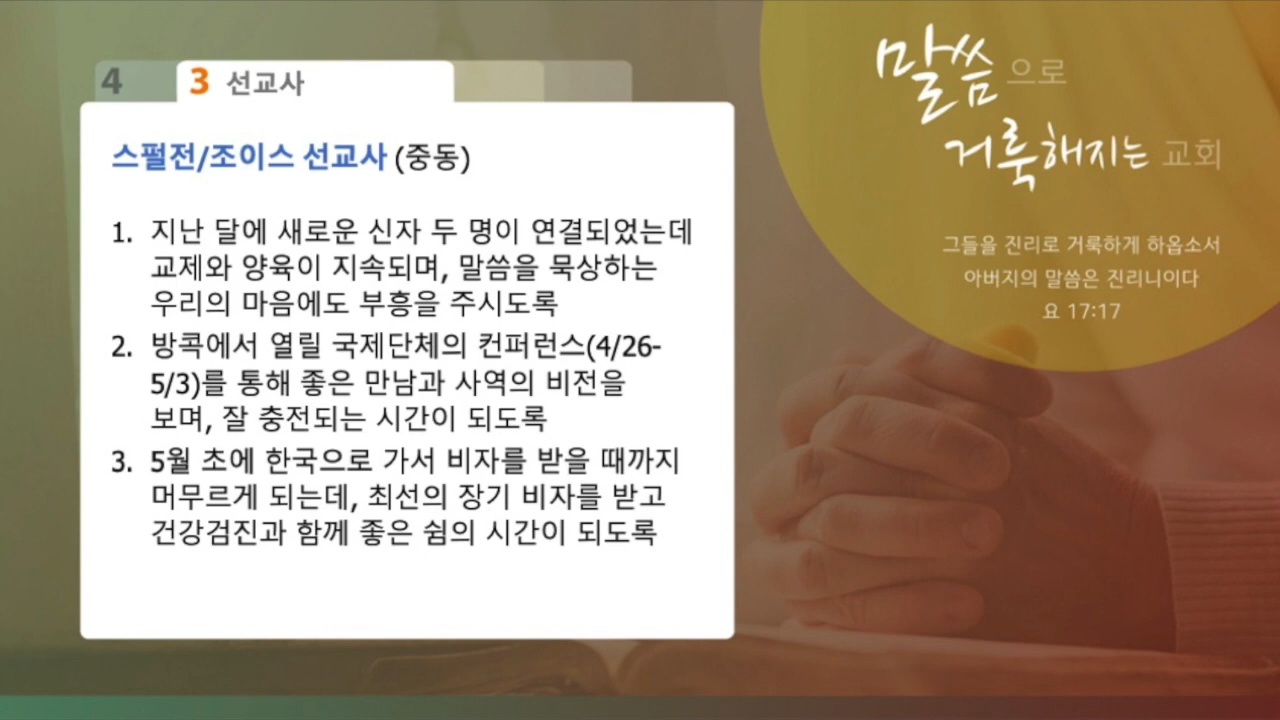 4
3 선교사
스펄전/조이스 선교사 (중동)
1. 지난 달에 새로운 신자 두 명이 연결되었는데
교제와 양육이 지속되며, 말씀을 묵상하는
우리의 마음에도 부흥을 주시도록
2. 방콕에서 열릴 국제단체의 컨퍼런스(4/26-
5/3)를 통해 좋은 만남과 사역의 비전을
보며, 잘 충전되는 시간이 되도록
3. 5월 초에 한국으로 가서 비자를 받을 때까지
머무르게 되는데, 최선의 장기 비자를 받고
건강검진과 함께 좋은 쉼의 시간이 되도록
말씀으로
거룩해지는 교회
그들을 진리로 거룩하게 하옵소서
아버지의 말씀은 진리니이다
요 17:17